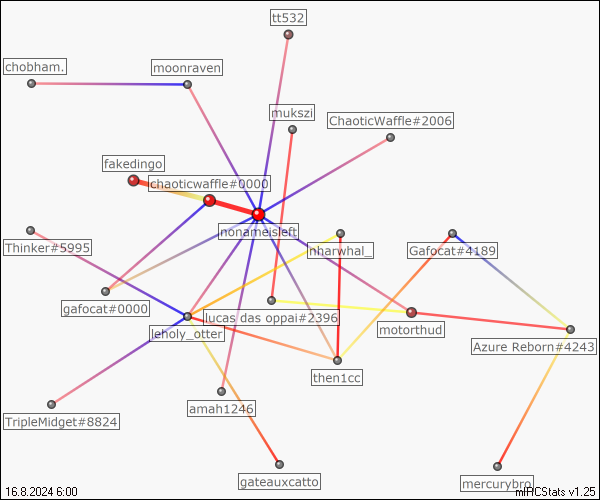 tt532
chobham.
moonraven
mukszi
ChaoticWaffle#2006
fakedingo
chaoticwaffle#0000
nonameisleft
Thinker#5995
nharwhal_
Gafocat#4189
gafocat#0000
lucas das oppai#2396
leholy_otter
motorthud
Azure Reborn#4243
then1cc
amah1246
TripleMidget#8824
gateauxcatto
mercurybro
16.8.2024 6:00
mIRCStats v1.25